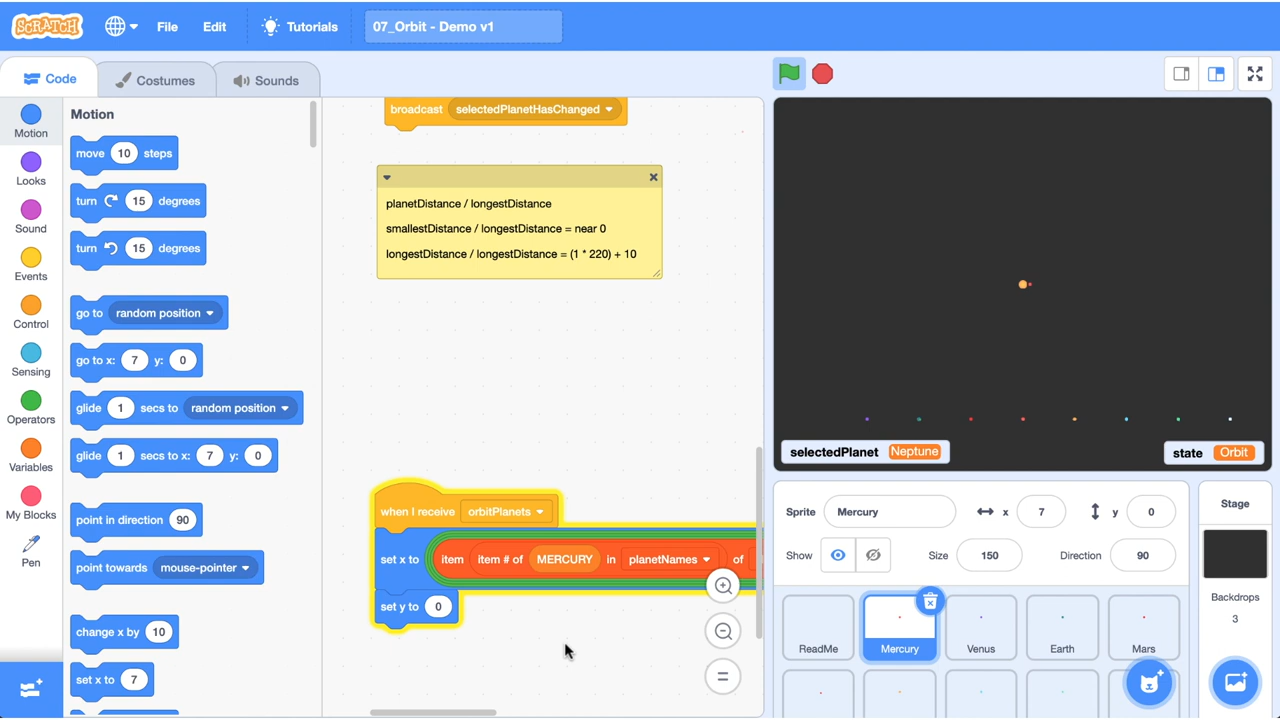 SCRATCH File Edit Tutorials 07_Orbit - Demo v1
Code Costumes Sounds
Motion
Looks
Sound
Events
Control
Sensing
Operators
Variables
My Blocks
Pen
Motion
move 10 steps
turn 15 degrees
turn 15 degrees
go to random position
go to x: 7 y: 0
glide 1 secs to random position
glide 1 secs to x: 7 y: 0
point in direction 90
point towards mouse-pointer
change x by 10
set x to 7
broadcast selectedPlanetHasChanged
planetDistance / longestDistance
smallestDistance / longestDistance = near 0
longestDistance / longestDistance = (1 * 220) + 10
when I receive orbitPlanets
set x to item item # of MERCURY in planetNames of
set y to 0
selectedPlanet Neptune
state Orbit
Sprite Mercury x 7 y 0
Show Size 150 Direction 90
ReadMe Mercury Venus Earth Mars
Stage
Backdrops
3